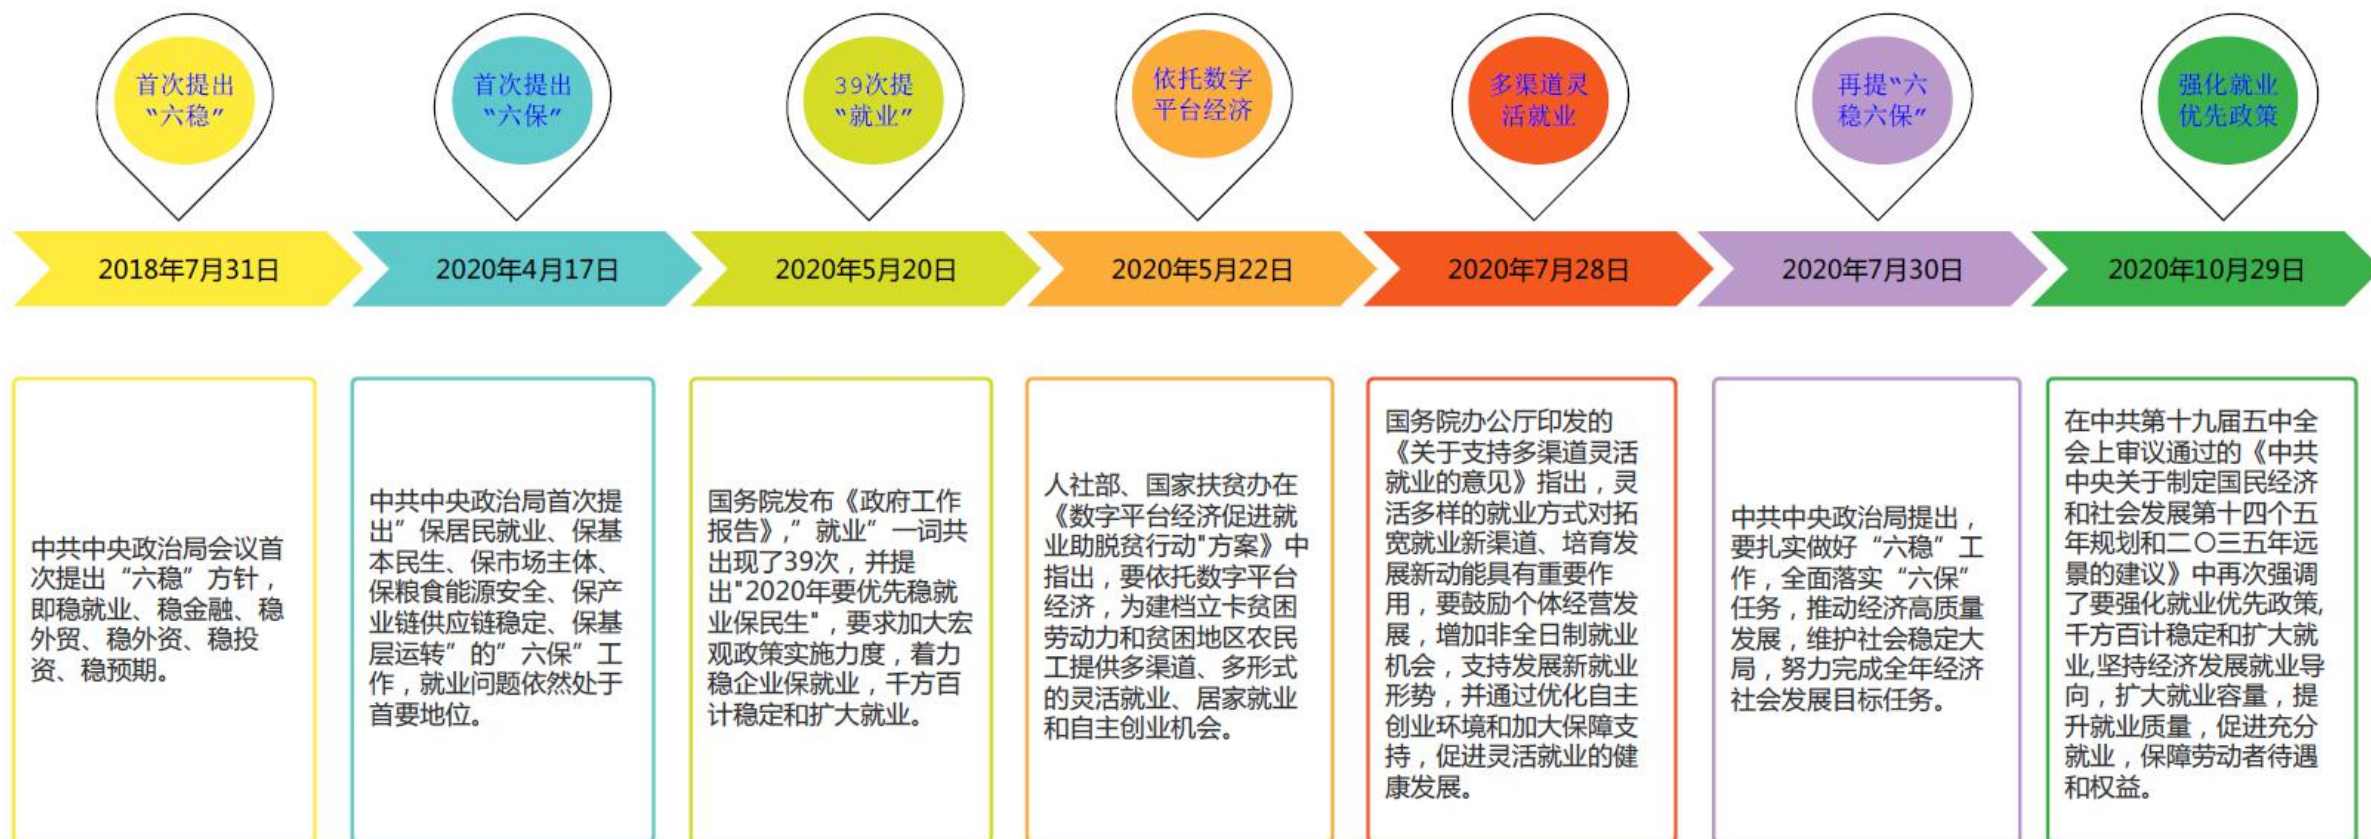 首次提出
“六稳”
首次提出
“六保”
39次提
“就业”
依托数字
平台经济
多渠道灵
活就业
再提“六
稳六保”
强化就业
优先政策
2018年7月31日
2020年4月17日
2020年5月20日
2020年5月22日
2020年7月28日
2020年7月30日
2020年10月29日
中共中央政治局会议首
次提出“六稳”方针，
即稳就业、稳金融、稳
外贸、稳外资、稳投
资、稳预期。
中共中央政治局首次提
出”保居民就业、保基
本民生、保市场主体、
保粮食能源安全、保产
业链供应链稳定、保基
层运转”的”六保”工
作，就业问题依然处于
首要地位。
国务院发布《政府工作
报告》,”就业”一词共
出现了39次，并提
出"2020年要优先稳就
业保民生"，要求加大宏
观政策实施力度，着力
稳企业保就业，千方百
计稳定和扩大就业。
人社部、国家扶贫办在
《数字平台经济促进就
业助脱贫行动"方案》中
指出，要依托数字平台
经济，为建档立卡贫困
劳动力和贫困地区农民
工提供多渠道、多形式
的灵活就业、居家就业
和自主创业机会。
国务院办公厅印发的
《关于支持多渠道灵活
就业的意见》指出，灵
活多样的就业方式对拓
宽就业新渠道、培育发
展新动能具有重要作
用，要鼓励个体经营发
展，增加非全日制就业
机会，支持发展新就业
形势，并通过优化自主
创业环境和加大保障支
持，促进灵活就业的健
康发展。
中共中央政治局提出，
要扎实做好“六稳”工
作，全面落实“六保”
任务，推动经济高质量
发展，维护社会稳定大
局，努力完成全年经济
社会发展目标任务。
在中共第十九届五中全
会上审议通过的《中共
中央关于制定国民经济
和社会发展第十四个五
年规划和二〇三五年远
景的建议》中再次强调
了要强化就业优先政策,
千方百计稳定和扩大就
业,坚持经济发展就业导
向，扩大就业容量，提
升就业质量，促进充分
就业，保障劳动者待遇
和权益。